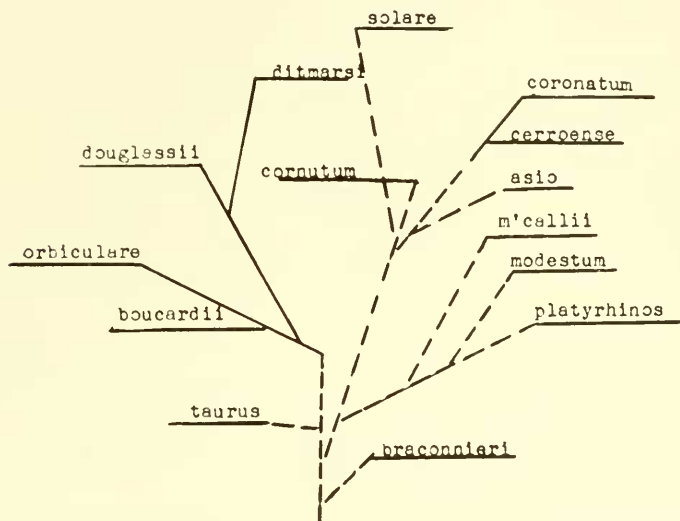 solare
ditmarsi
coronatum
cerroense
douglassii
cornutum
asio
m'callii
orbiculare
modestum
boucardii
platyrhinos
taurus
braconnieri